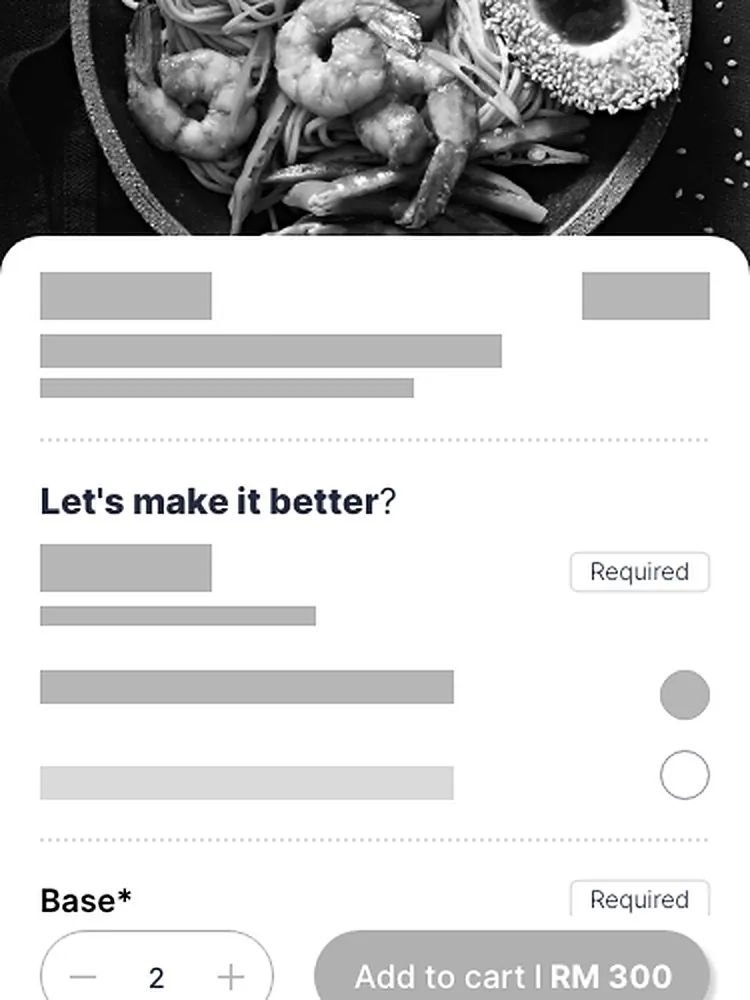 Let's make it better?
Required
Base*
Required
2
Add to cart | RM 300